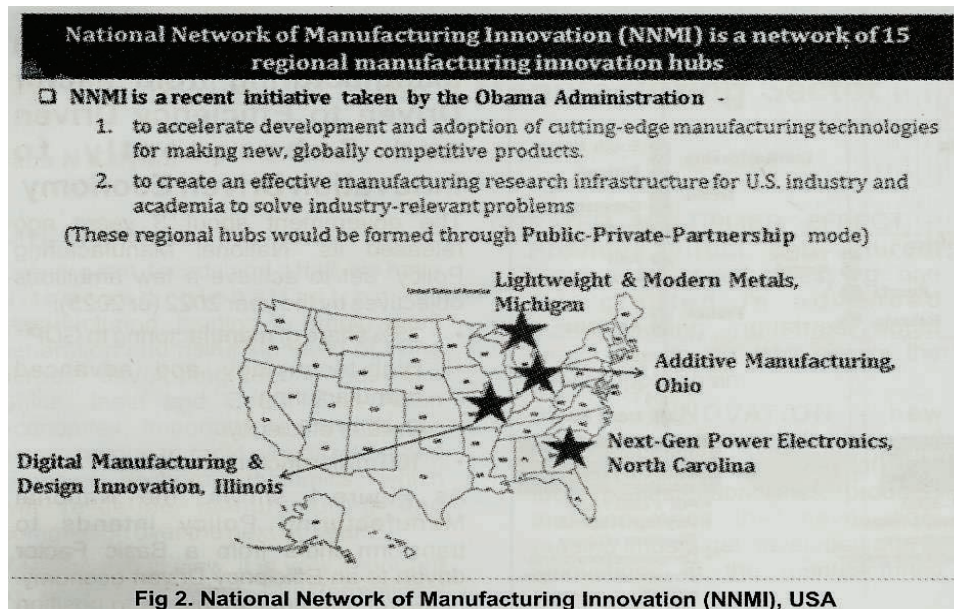 National Network of Manufacturing Innovation (NNMI) is a network of 15
regional manufacturing innovation hubs
❑ NNMI is a recent initiative taken by the Obama Administration -
1. to accelerate development and adoption of cutting-edge manufacturing technologies
for making new, globally competitive products.
2. to create an effective manufacturing research infrastructure for U.S. industry and
academia to solve industry-relevant problems
(These regional hubs would be formed through Public-Private-Partnership mode)
Lightweight & Modern Metals,
Michigan
Additive Manufacturing,
Ohio
Next-Gen Power Electronics,
North Carolina
Digital Manufacturing &
Design Innovation, Illinois
Fig 2. National Network of Manufacturing Innovation (NNMI), USA